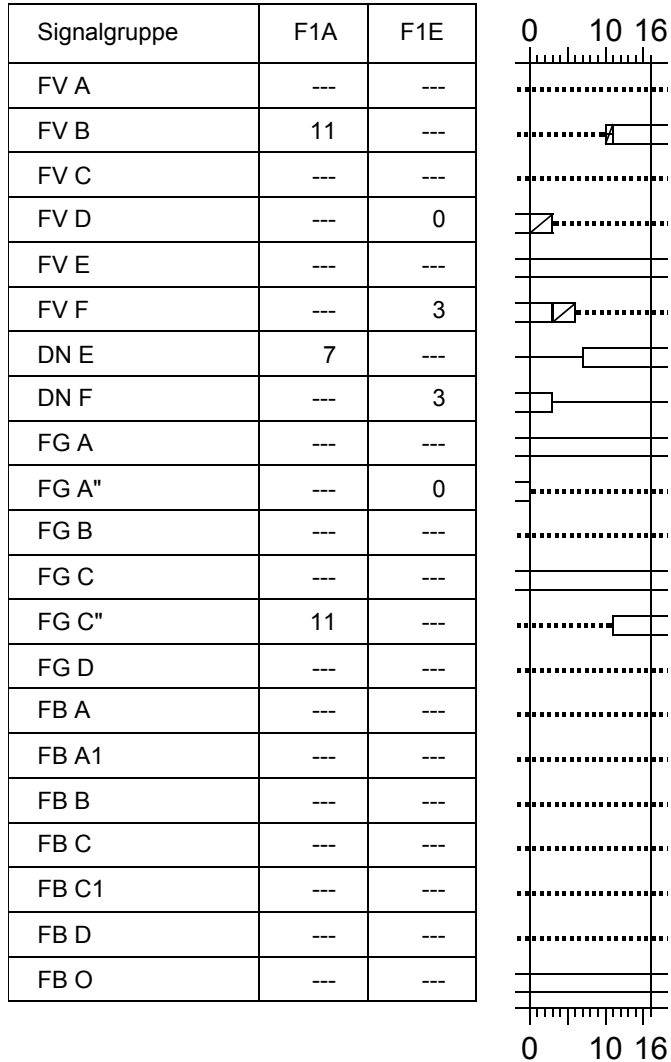 Signalgruppe F1A F1E 0 10 16
FV A --- ---
FV B 11 ---
FV C --- ---
FV D --- 0
FV E --- ---
FV F --- 3
DN E 7 ---
DN F --- 3
FG A --- ---
FG A" --- 0
FG B --- ---
FG C --- ---
FG C" 11 ---
FG D --- ---
FB A --- ---
FB A1 --- ---
FB B --- ---
FB C --- ---
FB C1 --- ---
FB D --- ---
FB O --- ---
0 10 16